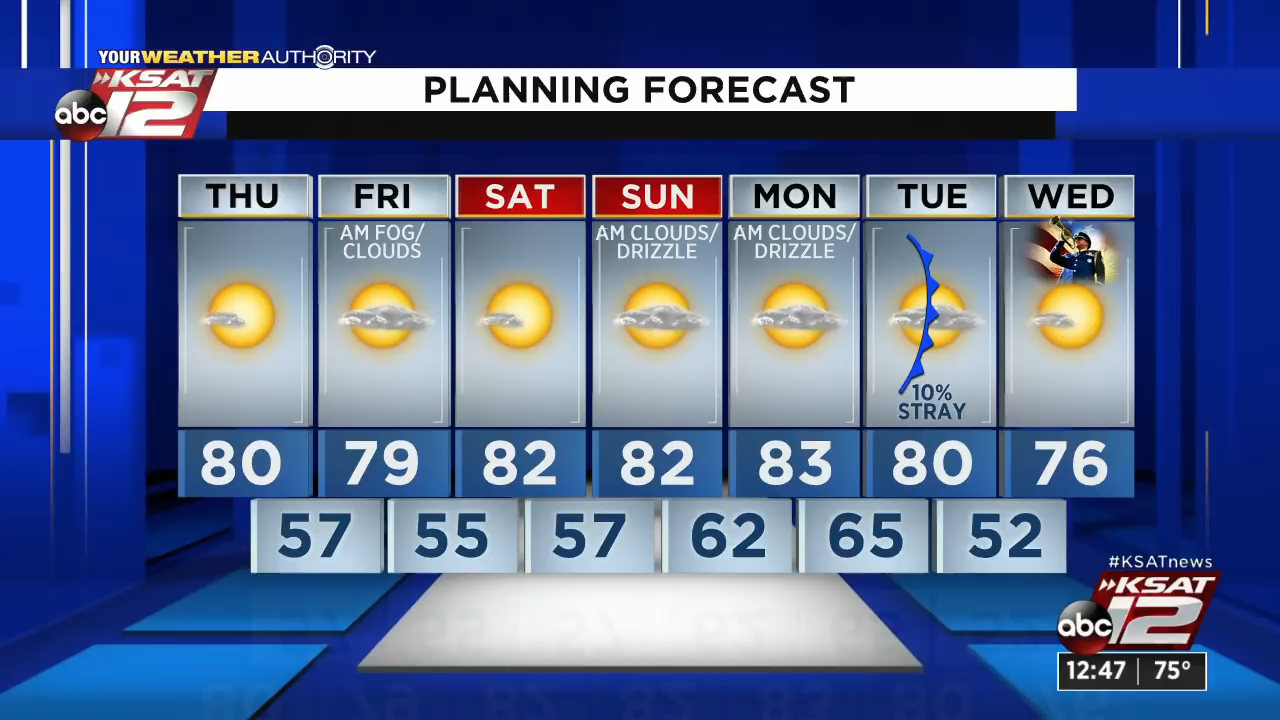 YOURWEATHERAUTHORITY
KSAT
abc 12
PLANNING FORECAST
THU FRI SAT SUN MON TUE WED
AM FOG/ CLOUDS
AM CLOUDS/ DRIZZLE
AM CLOUDS/ DRIZZLE
10%
STRAY
80 79 82 82 83 80 76
57 55 57 62 65 52
#KSATnews
KSAT
abc 12
12:47 75°